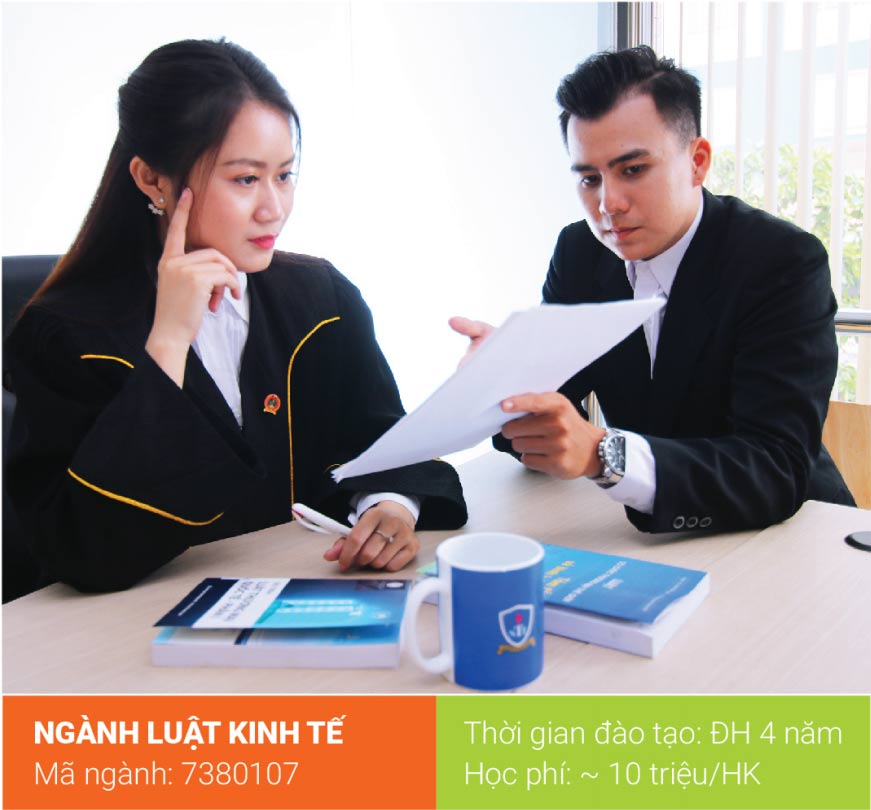 NGÀNH LUẬT KINH TẾ
Mã ngành: 7380107
Thời gian đào tạo: ĐH 4 năm
Học phí: ~ 10 triệu/HK